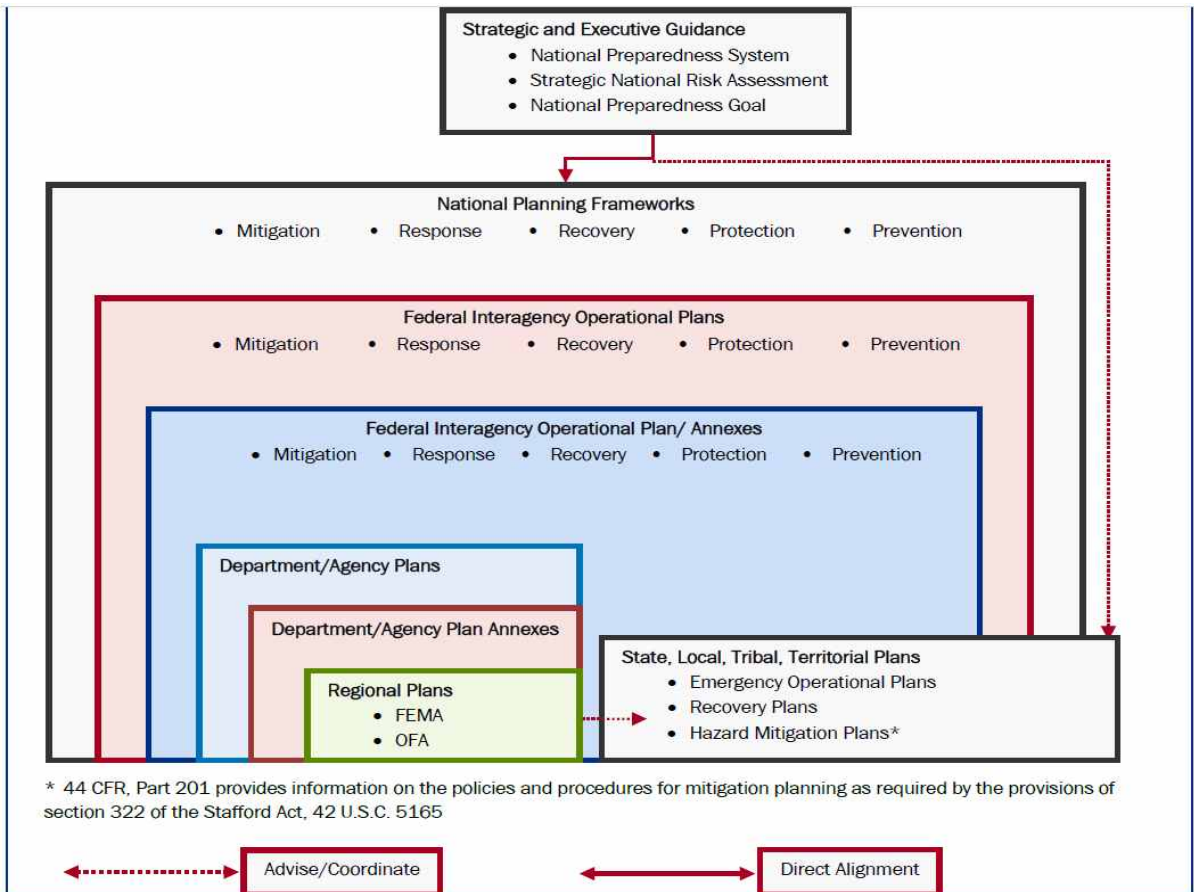 Strategic and Executive Guidance
• National Preparedness System
• Strategic National Risk Assessment
• National Preparedness Goal
National Planning Frameworks
• Mitigation • Response • Recovery • Protection • Prevention
Federal Interagency Operational Plans
• Mitigation • Response • Recovery • Protection • Prevention
Federal Interagency Operational Plan/ Annexes
• Mitigation • Response • Recovery • Protection • Prevention
Department/Agency Plans
Department/Agency Plan Annexes
Regional Plans
• FEMA
• OFA
State, Local, Tribal, Territorial Plans
• Emergency Operational Plans
• Recovery Plans
• Hazard Mitigation Plans*
* 44 CFR, Part 201 provides information on the policies and procedures for mitigation planning as required by the provisions of
section 322 of the Stafford Act, 42 U.S.C. 5165
Advise/Coordinate
Direct Alignment